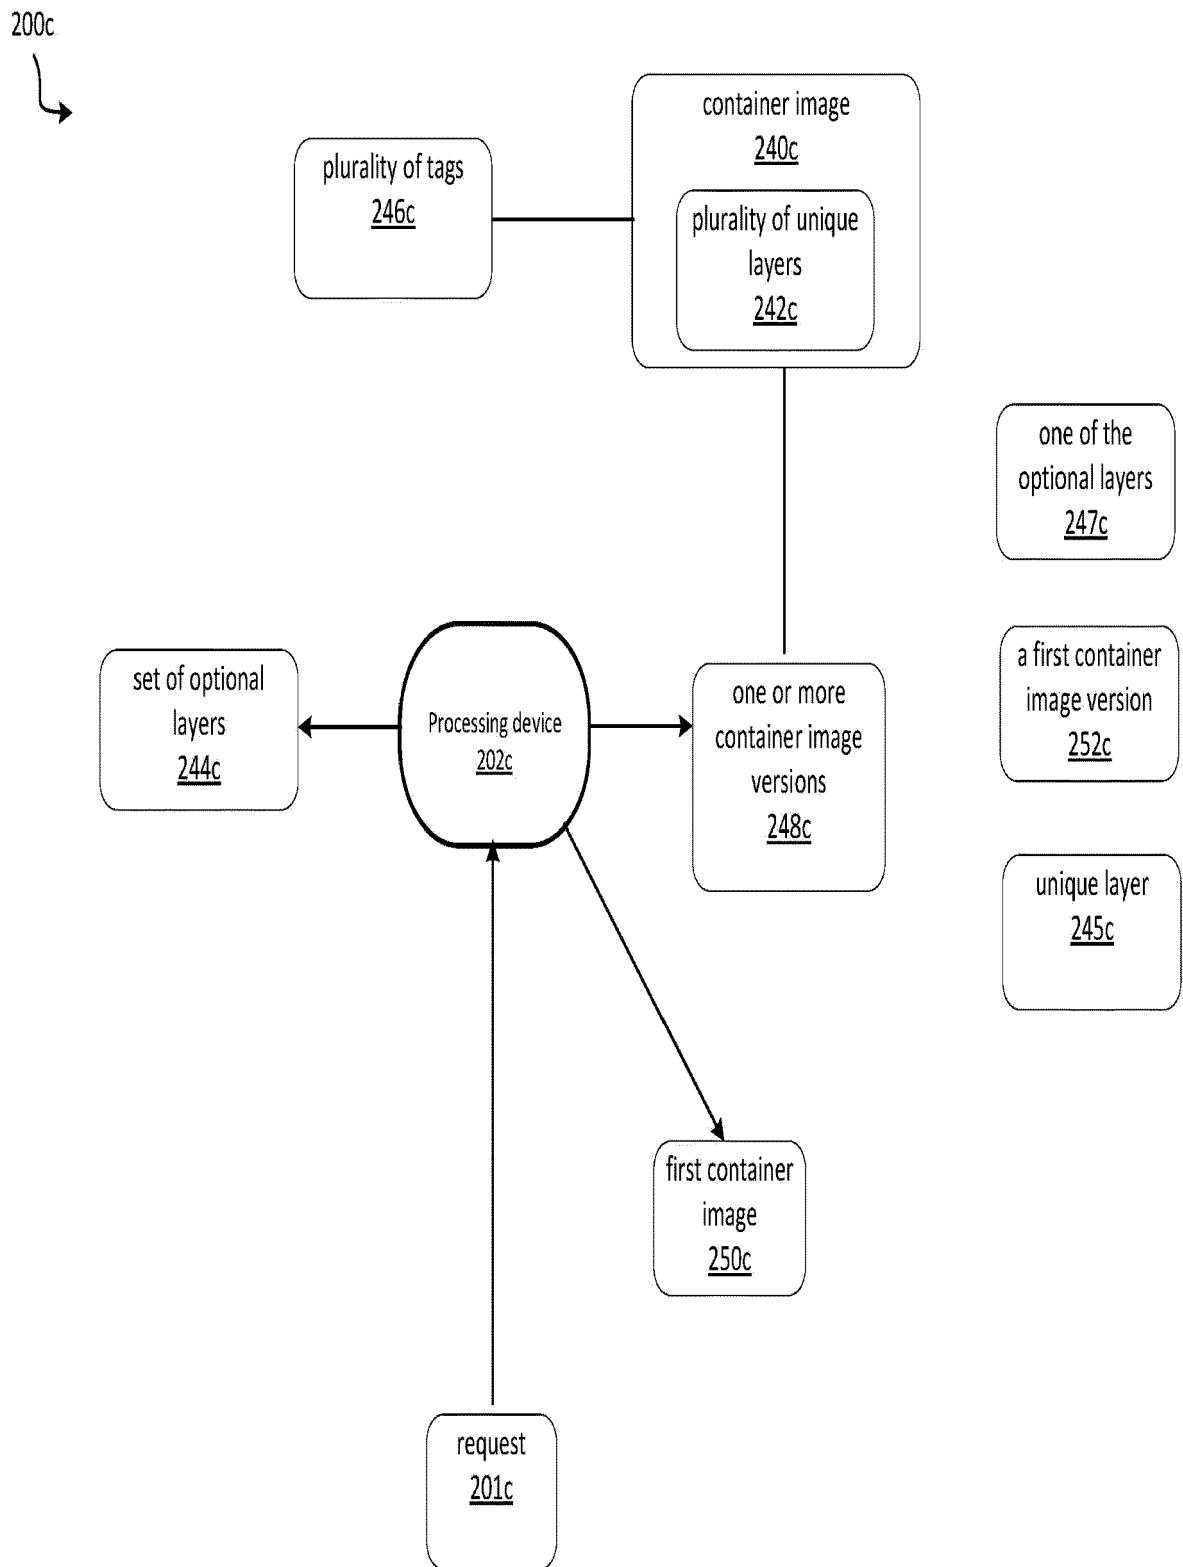 200c
container image
240c
plurality of tags
246c
plurality of unique
layers
242c
one of the
optional layers
247c
set of optional
layers
244c
Processing device
202c
one or more
container image
versions
248c
a first container
image version
252c
unique layer
245c
first container
image
250c
request
201c